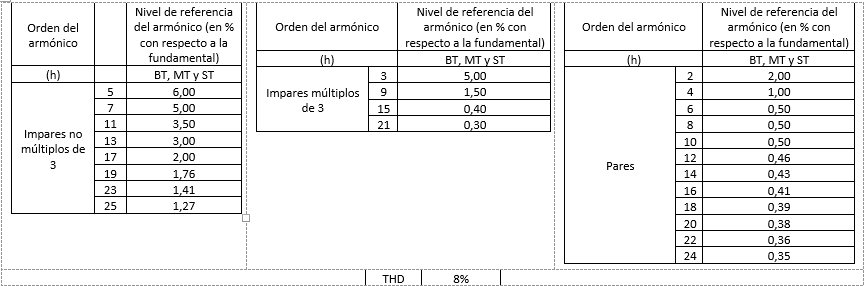 Orden del armónico
Nivel de referencia del armónico (en % con respecto a la fundamental)
(h)
BT, MT y ST
Impares no múltiplos de 3
5 6,00
7 5,00
11 3,50
13 3,00
17 2,00
19 1,76
23 1,41
25 1,27
Orden del armónico
Nivel de referencia del armónico (en % con respecto a la fundamental)
(h)
BT, MT y ST
Impares múltiplos de 3
3 5,00
9 1,50
15 0,40
21 0,30
Orden del armónico
Nivel de referencia del armónico (en % con respecto a la fundamental)
(h)
BT, MT y ST
Pares
2 2,00
4 1,00
6 0,50
8 0,50
10 0,50
12 0,46
14 0,43
16 0,41
18 0,39
20 0,38
22 0,36
24 0,35
THD 8%